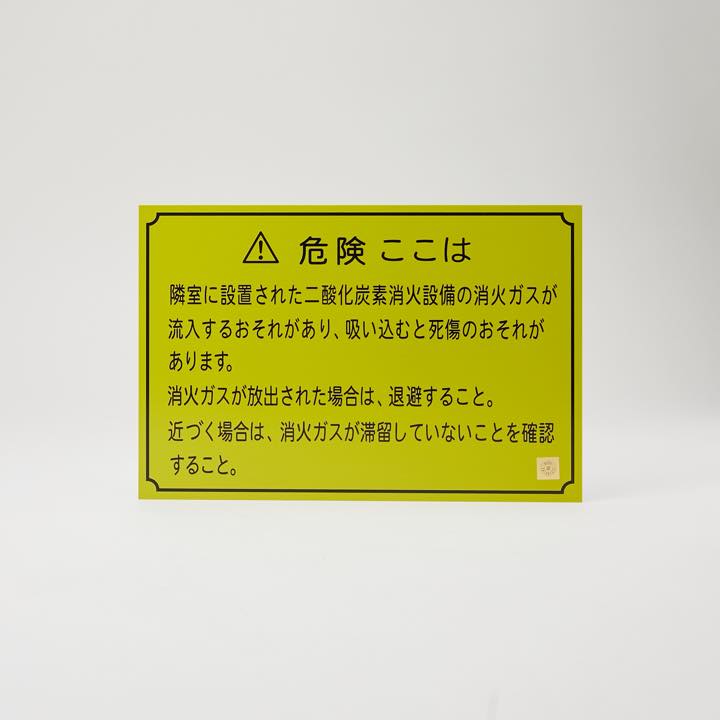 危険 ここは
隣室に設置された二酸化炭素消火設備の消火ガスが
流入するおそれがあり、吸い込むと死傷のおそれが
あります。
消火ガスが放出された場合は、退避すること。
近づく場合は、消火ガスが滞留していないことを確認
すること。